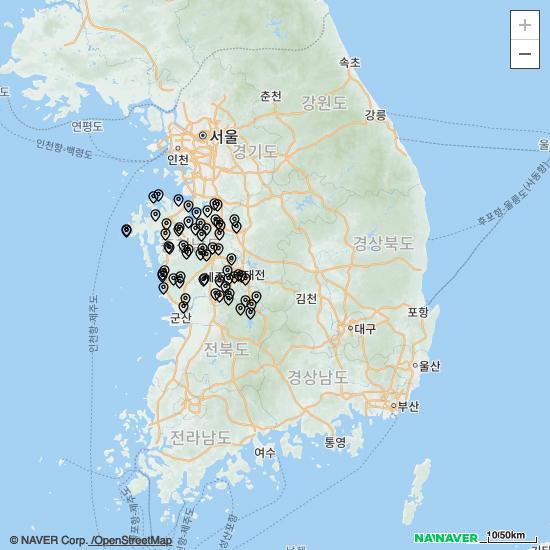 +
−
속초
춘천
강원도
강릉
도
연평도
서울
인천항-백령도
인천
경기도
울
후포항-울릉도(사동항)
경상북도
대전
인천항-제주도
김천
포항
군산
대구
전북도
울산
경상남도
부산
전라남도
통영
여수
© NAVER Corp. /OpenStreetMap
NAVER
10/50km